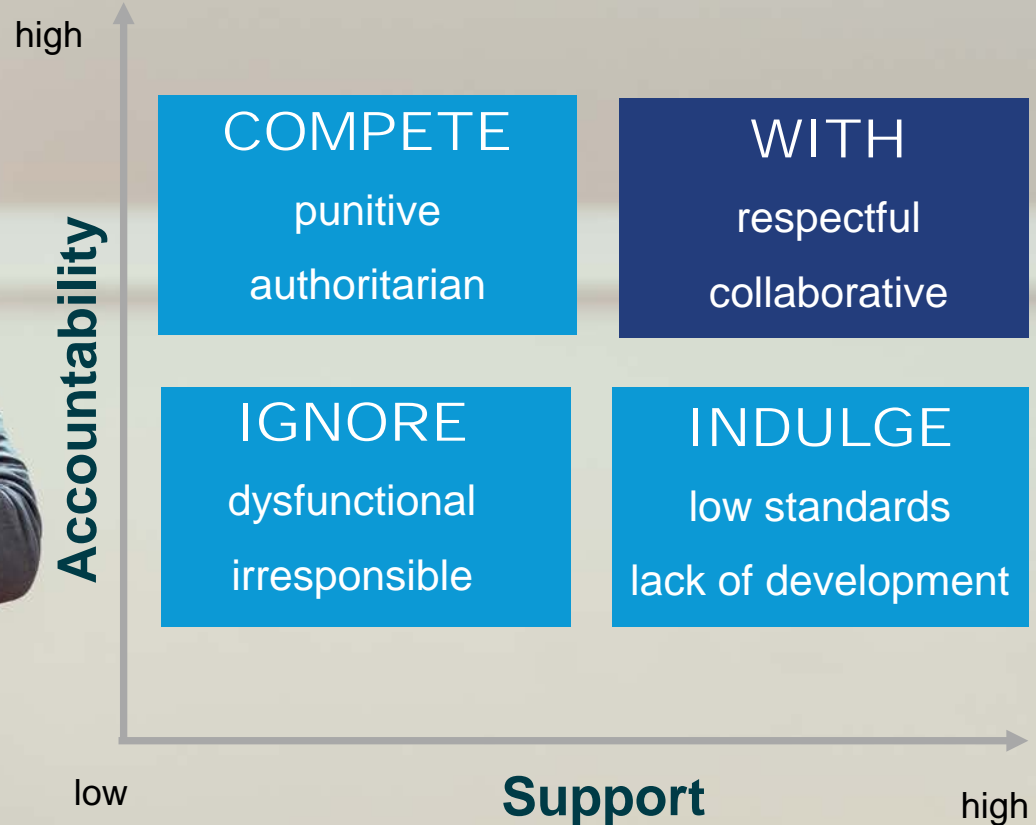 high
COMPETE
punitive
authoritarian
WITH
respectful
collaborative
Accountability
IGNORE
dysfunctional
irresponsible
INDULGE
low standards
lack of development
low
Support
high